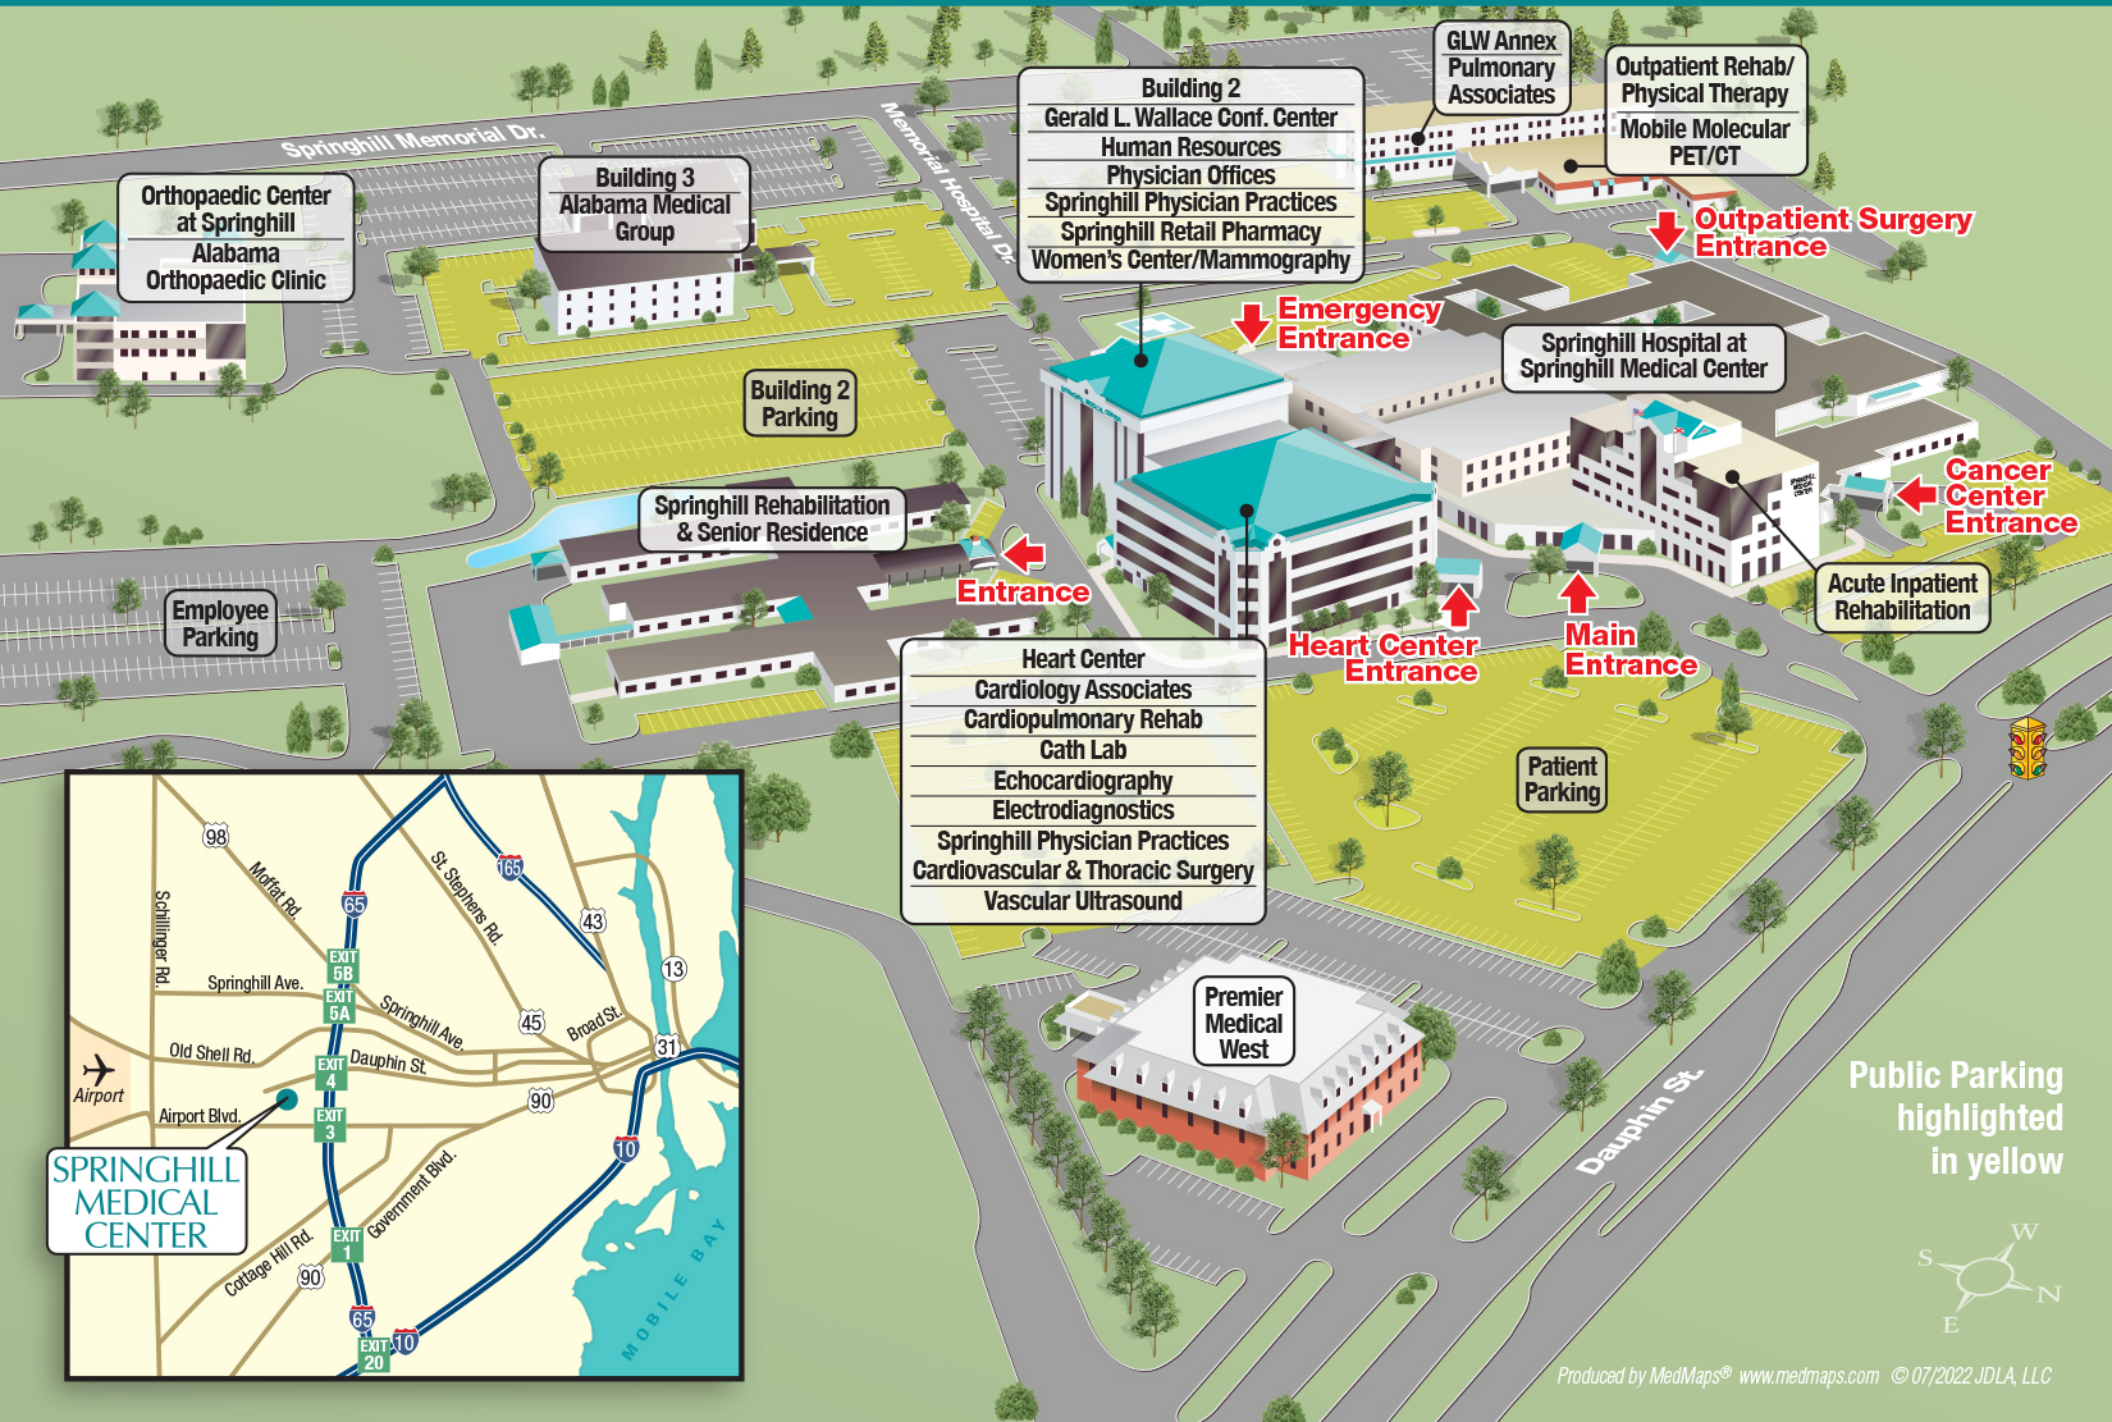 Springhill Memorial Dr.
Memorial Hospital Dr.
Orthopaedic Center
at Springhill
Alabama
Orthopaedic Clinic
Building 3
Alabama Medical
Group
Building 2
Gerald L. Wallace Conf. Center
Human Resources
Physician Offices
Springhill Physician Practices
Springhill Retail Pharmacy
Women's Center/Mammography
GLW Annex
Pulmonary
Associates
Outpatient Rehab/
Physical Therapy
Mobile Molecular
PET/CT
Outpatient Surgery
Entrance
Emergency
Entrance
Springhill Hospital at
Springhill Medical Center
SPRINGHILL MEDICAL CENTER
Building 2
Parking
SPRINGHILL
MEDICAL
CENTER
Cancer
Center
Entrance
Springhill Rehabilitation
& Senior Residence
Entrance
Acute Inpatient
Rehabilitation
Employee
Parking
Heart Center
Entrance
Main
Entrance
Heart Center
Cardiology Associates
Cardiopulmonary Rehab
Cath Lab
Echocardiography
Electrodiagnostics
Springhill Physician Practices
Cardiovascular & Thoracic Surgery
Vascular Ultrasound
Patient
Parking
Premier
Medical
West
Dauphin St.
Public Parking
highlighted
in yellow
W
S
N
E
Produced by MedMaps® www.medmaps.com © 07/2022 JDLA, LLC
98
Moffat Rd.
Schillinger Rd.
65
St. Stephens Rd.
165
43
13
EXIT
5B
EXIT
5A
Springhill Ave.
Springhill Ave.
45
Broad St.
31
Old Shell Rd.
EXIT
4
Dauphin St.
Airport
Airport Blvd.
EXIT
3
90
10
SPRINGHILL
MEDICAL
CENTER
Government Blvd.
Cottage Hill Rd.
EXIT
1
90
65
10
EXIT
20
MOBILE BAY